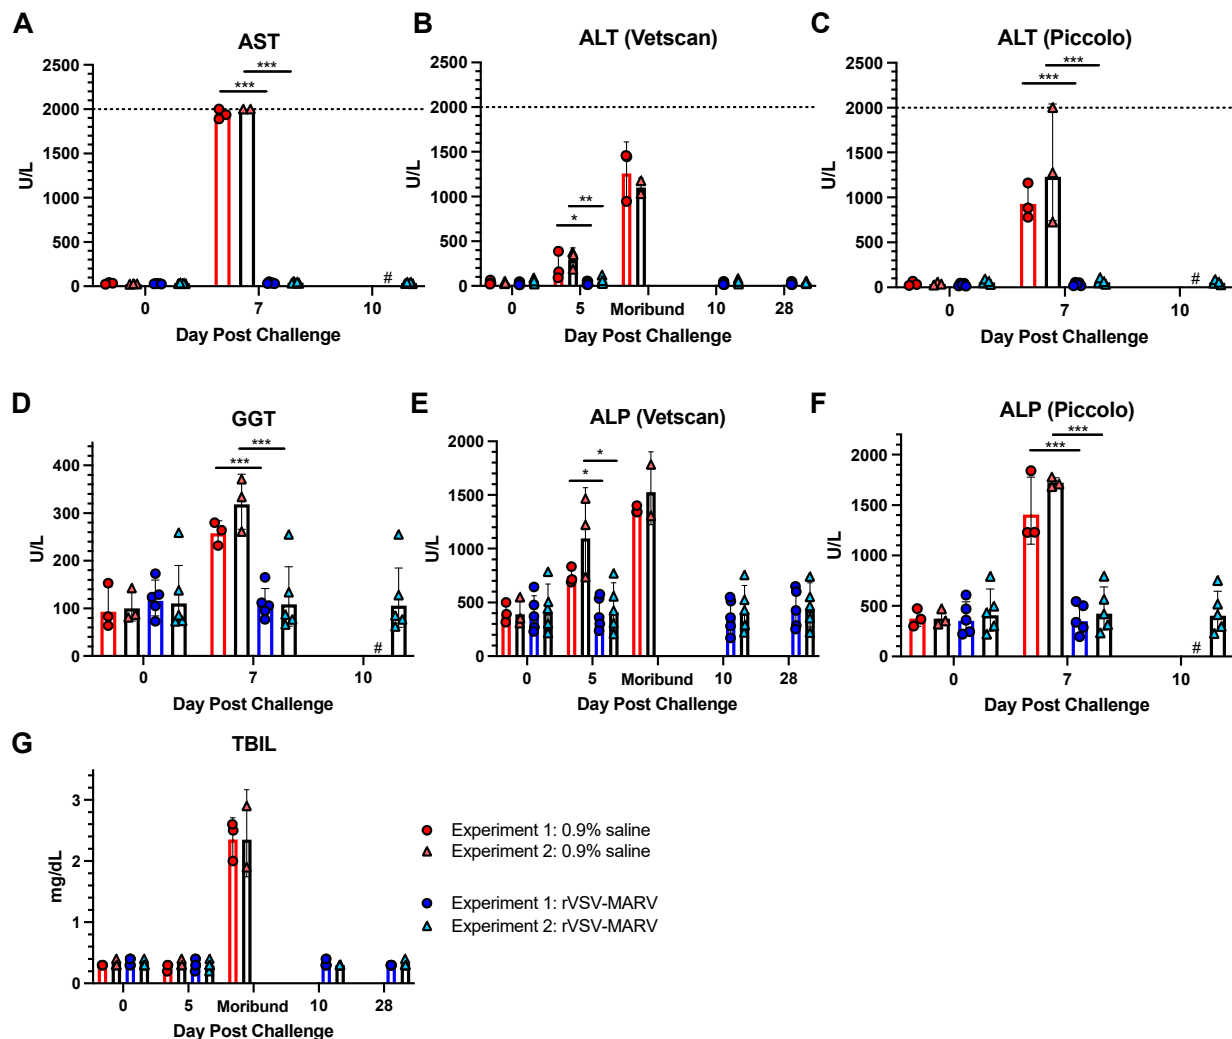 A
AST
2500
2000
1500
1000
500
0
U/L
***
***
#
0
7
10
Day Post Challenge
B
ALT (Vetscan)
2500
2000
1500
1000
500
0
U/L
**
*
0
5
Moribund
10
28
Day Post Challenge
C
ALT (Piccolo)
2500
2000
1500
1000
500
0
U/L
***
***
#
0
7
10
Day Post Challenge
D
GGT
400
300
200
100
0
U/L
***
***
#
0
7
10
Day Post Challenge
E
ALP (Vetscan)
2000
1500
1000
500
0
U/L
*
*
0
5
Moribund
10
28
Day Post Challenge
F
ALP (Piccolo)
2000
1500
1000
500
0
U/L
***
***
#
0
7
10
Day Post Challenge
G
TBIL
3
2
1
0
mg/dL
0
5
Moribund
10
28
Day Post Challenge
Experiment 1: 0.9% saline
Experiment 2: 0.9% saline
Experiment 1: rVSV-MARV
Experiment 2: rVSV-MARV